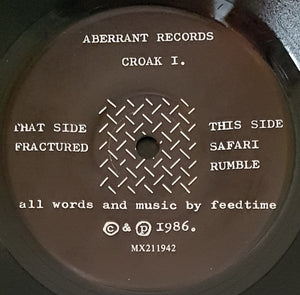 ABERRANT RECORDS
CROAK I.
THAT SIDE
FRACTURED
THIS SIDE
SAFARI
RUMBLE
all words and music by feedtime
© & ℗ 1986.
MX211942